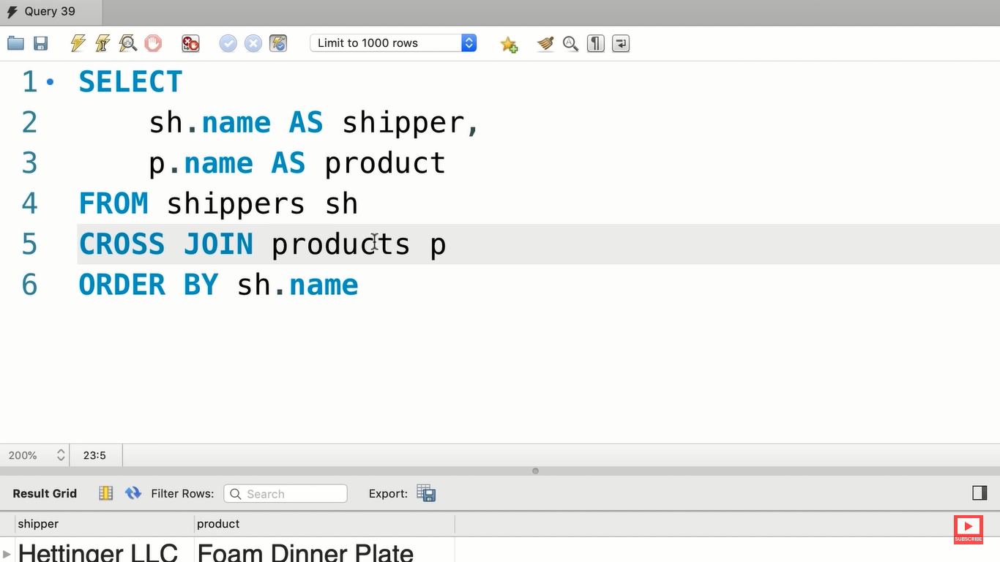 Query 39
Limit to 1000 rows
1 SELECT
2 sh.name AS shipper,
3 p.name AS product
4 FROM shippers sh
5 CROSS JOIN products p
6 ORDER BY sh.name
200% 23:5
Result Grid Filter Rows: Search Export:
shipper product
SUBSCRIBE
Hettinger LLC Foam Dinner Plate